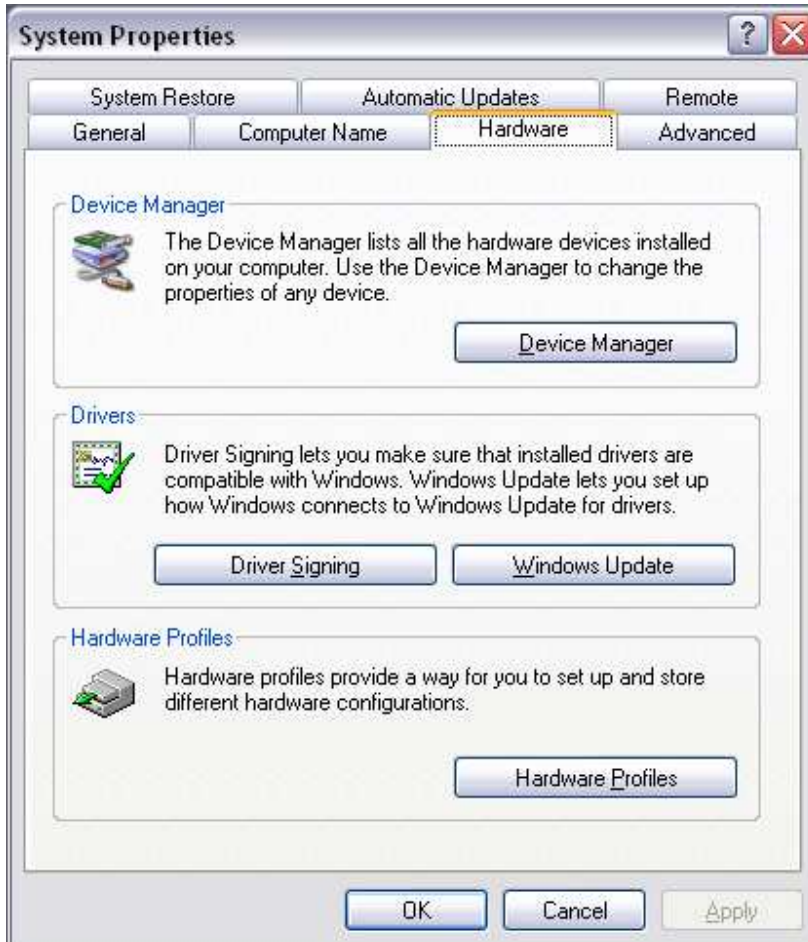 System Properties
System Restore Automatic Updates Remote
General Computer Name Hardware Advanced
Device Manager
The Device Manager lists all the hardware devices installed
on your computer. Use the Device Manager to change the
properties of any device.
Device Manager
Drivers
Driver Signing lets you make sure that installed drivers are
compatible with Windows. Windows Update lets you set up
how Windows connects to Windows Update for drivers.
Driver Signing Windows Update
Hardware Profiles
Hardware profiles provide a way for you to set up and store
different hardware configurations.
Hardware Profiles
OK Cancel Apply